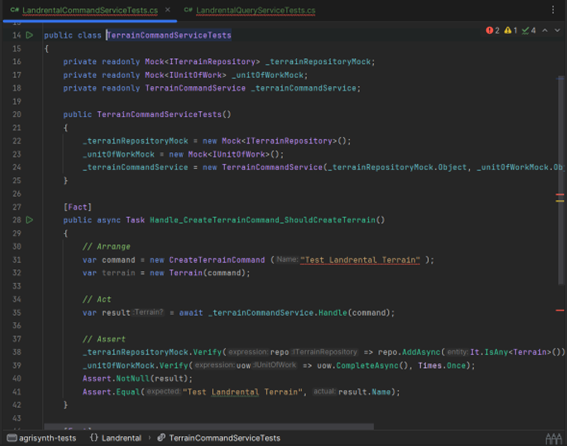 C# LandrentalCommandServiceTests.cs × C# LandrentalQueryServiceTests.cs
14 public class TerrainCommandServiceTests 2 1 4
15 {
16 private readonly Mock<ITerrainRepository> _terrainRepositoryMock;
17 private readonly Mock<IUnitOfWork> _unitOfWorkMock;
18 private readonly TerrainCommandService _terrainCommandService;
19
20 public TerrainCommandServiceTests()
21 {
22 _terrainRepositoryMock = new Mock<ITerrainRepository>();
23 _unitOfWorkMock = new Mock<IUnitOfWork>();
24 _terrainCommandService = new TerrainCommandService(_terrainRepositoryMock.Object, _unitOfWorkMock.Ob
25 }
26
27 [Fact]
28 public async Task Handle_CreateTerrainCommand_ShouldCreateTerrain()
29 {
30 // Arrange
31 var command = new CreateTerrainCommand (Name:"Test Landrental Terrain" );
32 var terrain = new Terrain(command);
33
34 // Act
35 var result:Terrain? = await _terrainCommandService.Handle(command);
36
37 // Assert
38 _terrainRepositoryMock.Verify(expression:repo:ITerrainRepository => repo.AddAsync(entity:It.IsAny<Terrain>())
39 _unitOfWorkMock.Verify(expression:uow:IUnitOfWork => uow.CompleteAsync(), Times.Once);
40 Assert.NotNull(result);
41 Assert.Equal(expected:"Test Landrental Terrain", actual:result.Name);
42 }
43
agrisynth-tests {} Landrental TerrainCommandServiceTests